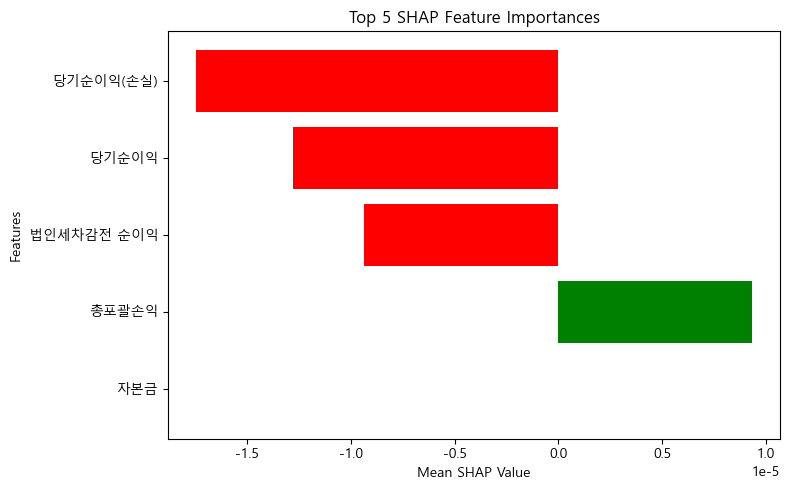 Top 5 SHAP Feature Importances
당기순이익(손실)
당기순이익
법인세차감전 순이익
총포괄손익
자본금
Features
-1.5 -1.0 -0.5 0.0 0.5 1.0
1e-5
Mean SHAP Value